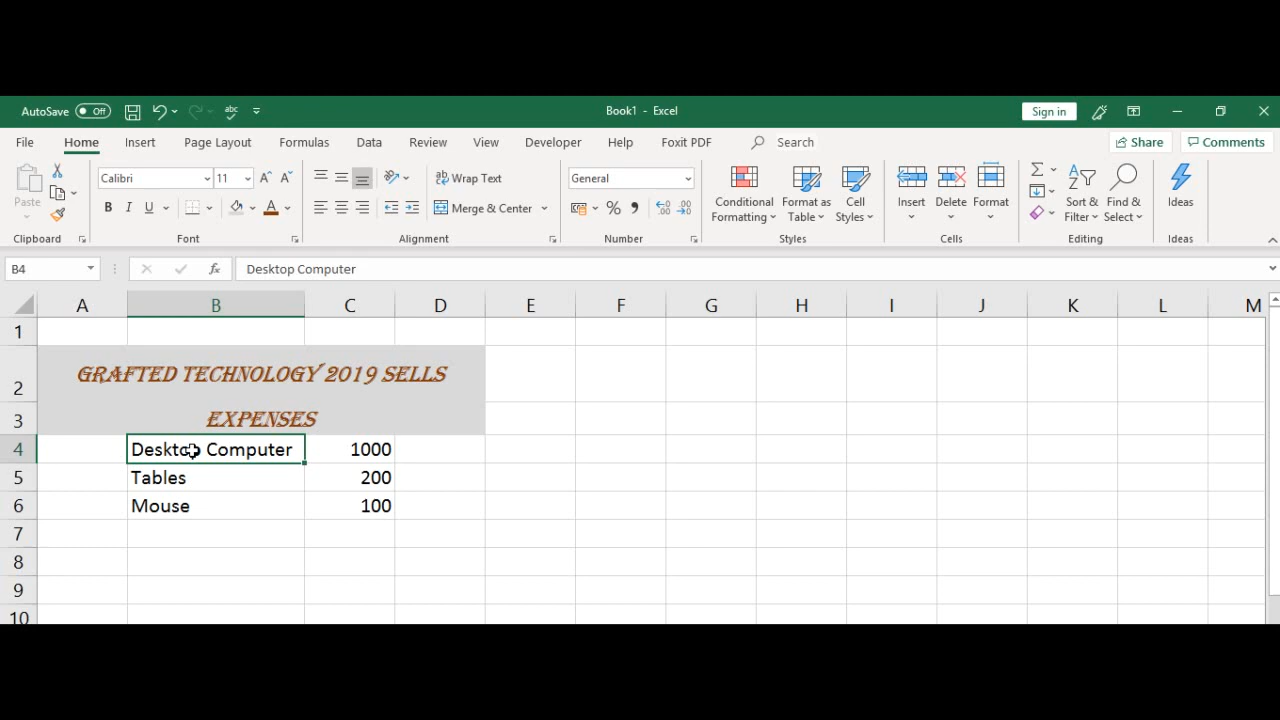 AutoSave Off Book1 - Excel Sign in
File Home Insert Page Layout Formulas Data Review View Developer Help Foxit PDF Search Share Comments
Calibri 11 Wrap Text General
Paste B I U A Merge & Center % , Conditional Formatting Format as Table Cell Styles Insert Delete Format Sort & Filter Find & Select Ideas
Clipboard Font Alignment Number Styles Cells Editing Ideas
B4 fx Desktop Computer
A B C D E F G H I J K L M
1
2 GRAFTED TECHNOLOGY 2019 SELLS
3 EXPENSES
4 Desktop Computer 1000
5 Tables 200
6 Mouse 100
7
8
9
10